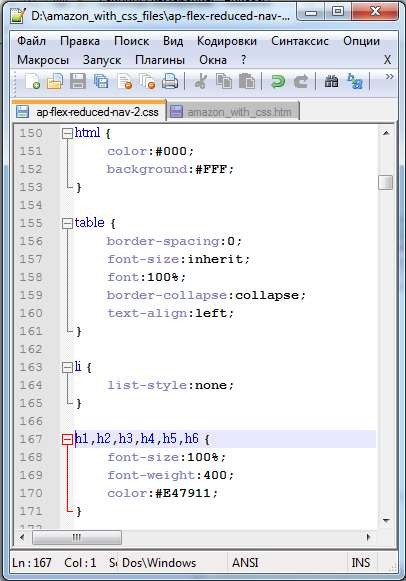 D:\amazon_with_css_files\ap-flex-reduced-nav-...
Файл Правка Поиск Вид Кодировки Синтаксис Опции
Макросы Запуск Плагины Окна ? X
ap-flex-reduced-nav-2.css amazon_with_css.htm
150 html {
151 color:#000;
152 background:#FFF;
153 }
154
155 table {
156 border-spacing:0;
157 font-size:inherit;
158 font:100%;
159 border-collapse:collapse;
160 text-align:left;
161 }
162
163 li {
164 list-style:none;
165 }
166
167 h1,h2,h3,h4,h5,h6 {
168 font-size:100%;
169 font-weight:400;
170 color:#E47911;
171 }
172
Ln : 167 Col : 1 Dos\Windows ANSI INS